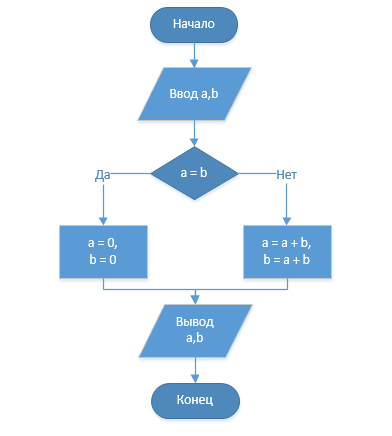 Начало
Ввод a,b
a = b
Да
Нет
a = 0,
b = 0
a = a + b,
b = a + b
Вывод
a,b
Конец